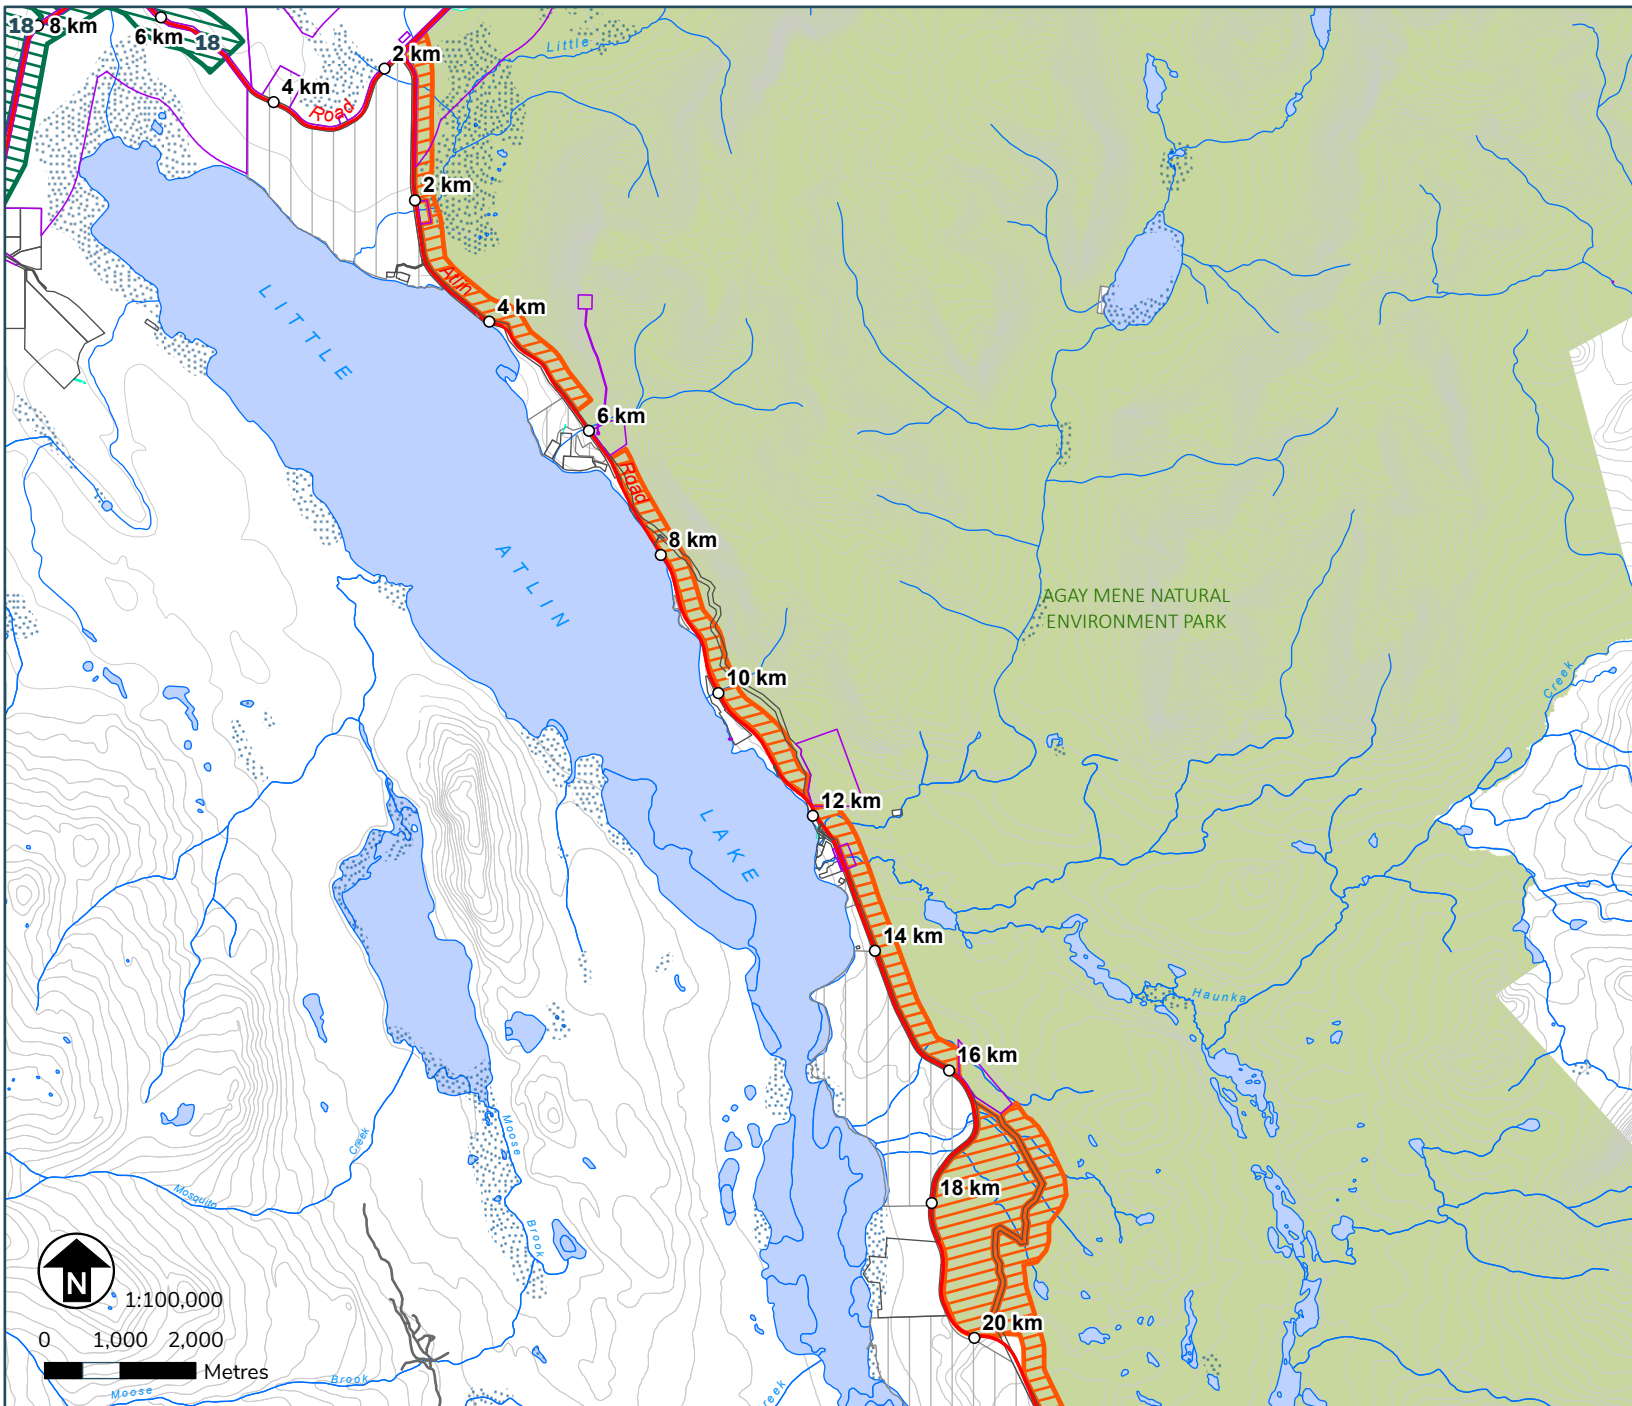 18
8 km
6 km
18
4 km
Road
2 km
Little
2 km
Atlin
4 km
LITTLE
6 km
Road
8 km
ATLIN
AGAY MENE NATURAL
ENVIRONMENT PARK
10 km
Creek
12 km
LAKE
14 km
Haunka
16 km
Moose
Creek
Mosquito
18 km
Brook
N
1:100,000
20 km
0 1,000 2,000
Metres
Brook
Moose
reek